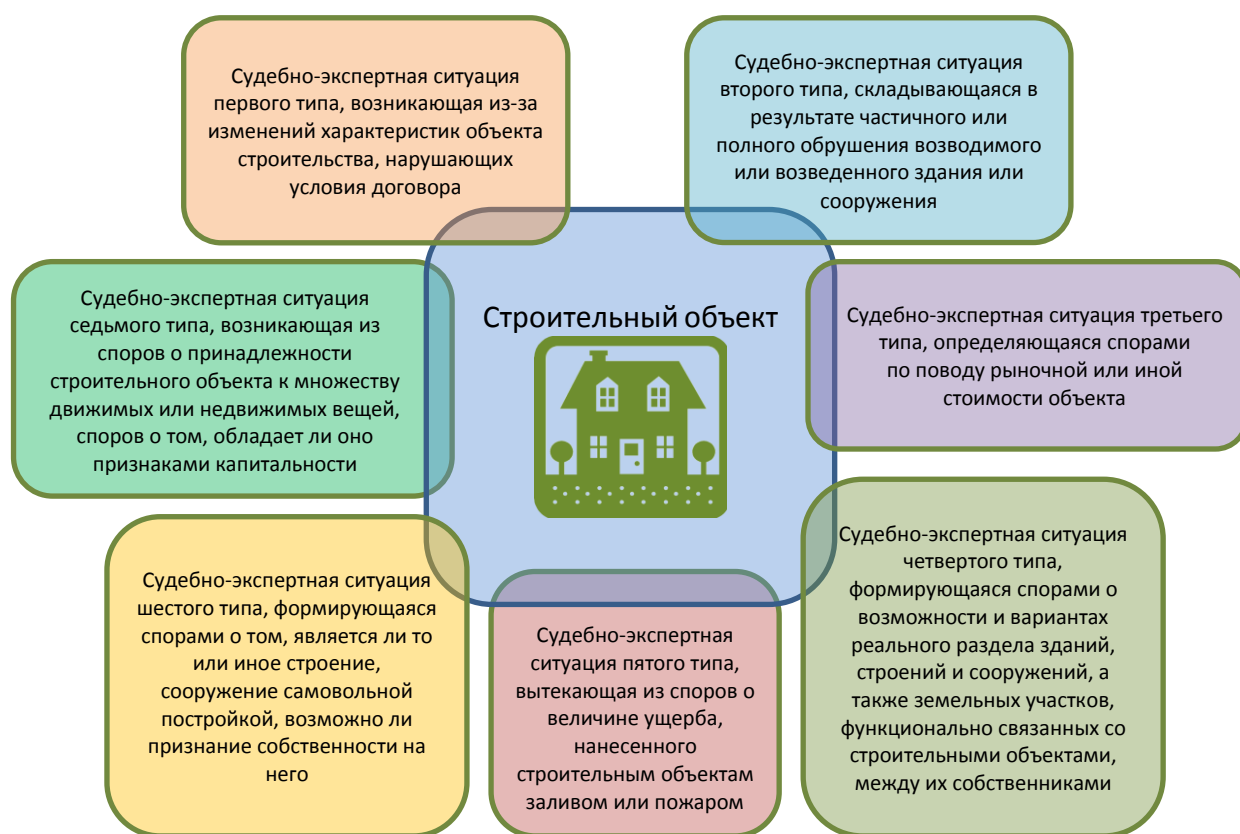 Судебно-экспертная ситуация
первого типа, возникающая из-за
изменений характеристик объекта
строительства, нарушающих
условия договора
Судебно-экспертная ситуация
второго типа, складывающаяся в
результате частичного или
полного обрушения возводимого
или возведенного здания или
сооружения
Строительный объект
Судебно-экспертная ситуация третьего
типа, определяющаяся спорами
по поводу рыночной или иной
стоимости объекта
Судебно-экспертная ситуация
четвертого типа,
формирующаяся спорами о
возможности и вариантах
реального раздела зданий,
строений и сооружений, а
также земельных участков,
функционально связанных со
строительными объектами,
между их собственниками
Судебно-экспертная
ситуация пятого типа,
вытекающая из споров о
величине ущерба,
нанесенного
строительным объектам
заливом или пожаром
Судебно-экспертная ситуация
шестого типа, формирующаяся
спорами о том, является ли то
или иное строение,
сооружение самовольной
постройкой, возможно ли
признание собственности на
него
Судебно-экспертная ситуация
седьмого типа, возникающая из
споров о принадлежности
строительного объекта к множеству
движимых или недвижимых вещей,
споров о том, обладает ли оно
признаками капитальности